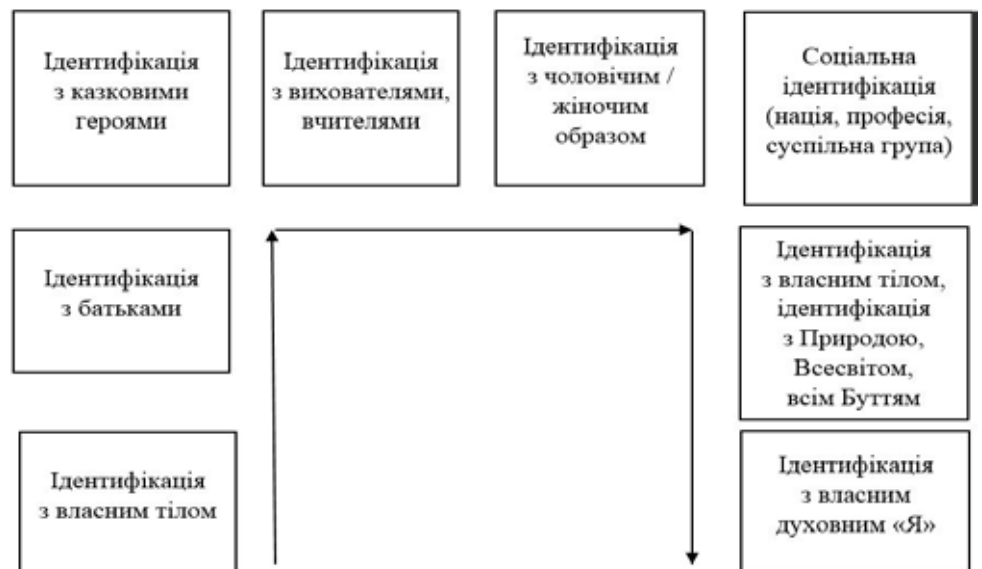 Ідентифікація
з казковими
героями
Ідентифікація
з вихователями,
вчителями
Ідентифікація
з чоловічим /
жіночим
образом
Соціальна
ідентифікація
(нація, професія,
суспільна група)
Ідентифікація
з батьками
Ідентифікація
з власним тілом,
ідентифікація
з Природою,
Всесвітом,
всім Буттям
Ідентифікація
з власним тілом
Ідентифікація
з власним
духовним «Я»